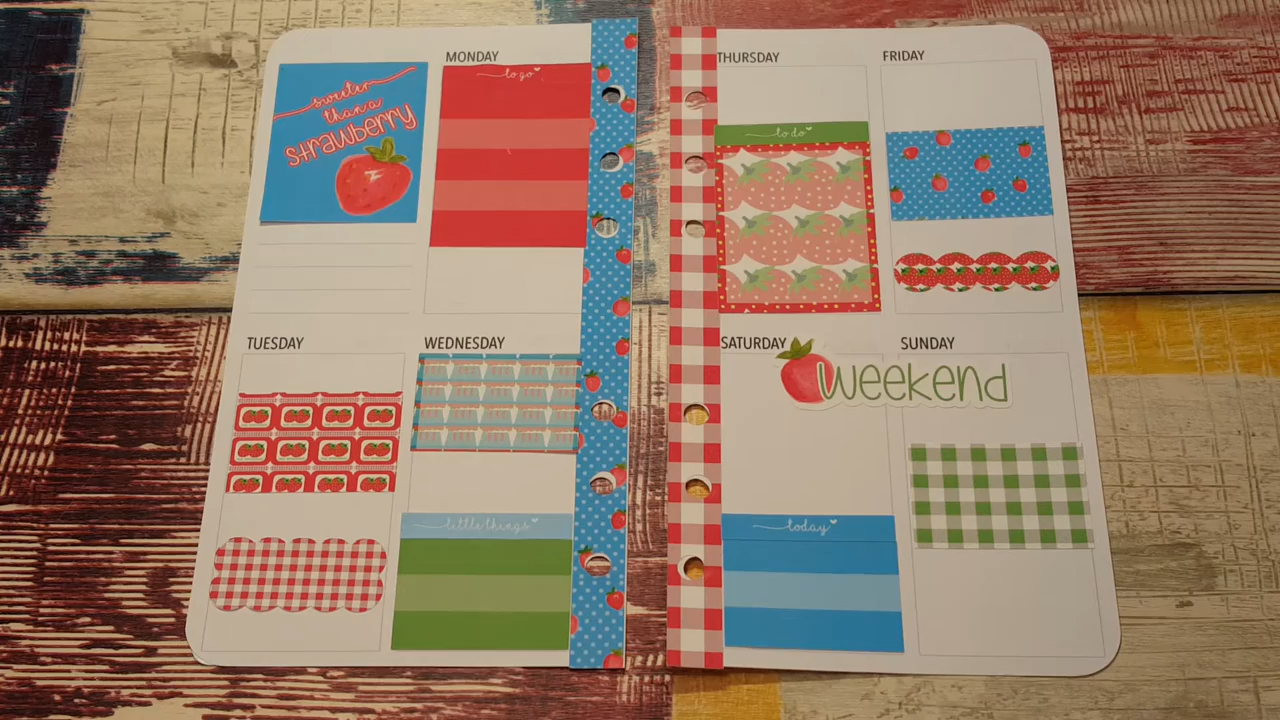 sweeter
than a
strawberry
MONDAY
to go
TUESDAY
WEDNESDAY
little things
THURSDAY
to do
FRIDAY
SATURDAY
SUNDAY
weekend
today